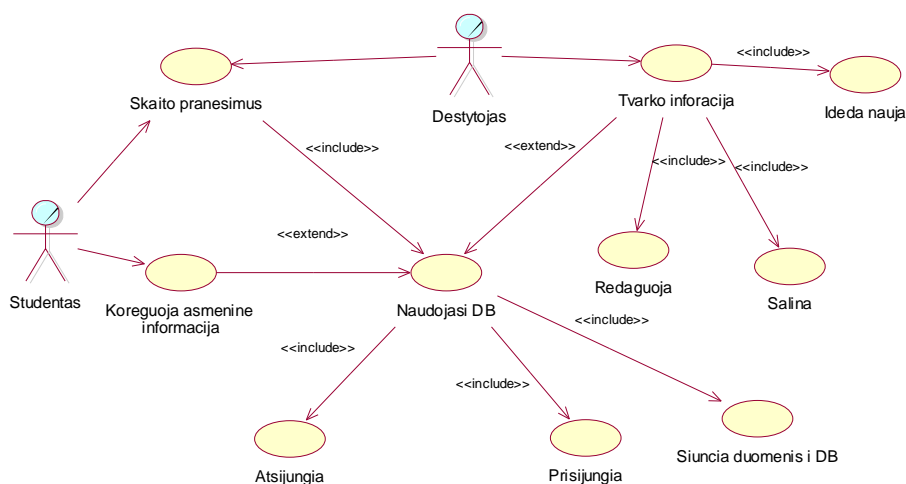 <<include>>
Skaito pranesimus
Destytojas
Tvarko inforacija
Ideda nauja
<<include>>
<<extend>>
<<include>>
<<include>>
<<extend>>
Studentas
Koreguoja asmenine
informacija
Naudojasi DB
Redaguoja
Salina
<<include>>
<<include>>
<<include>>
Atsijungia
Prisijungia
Siuncia duomenis i DB